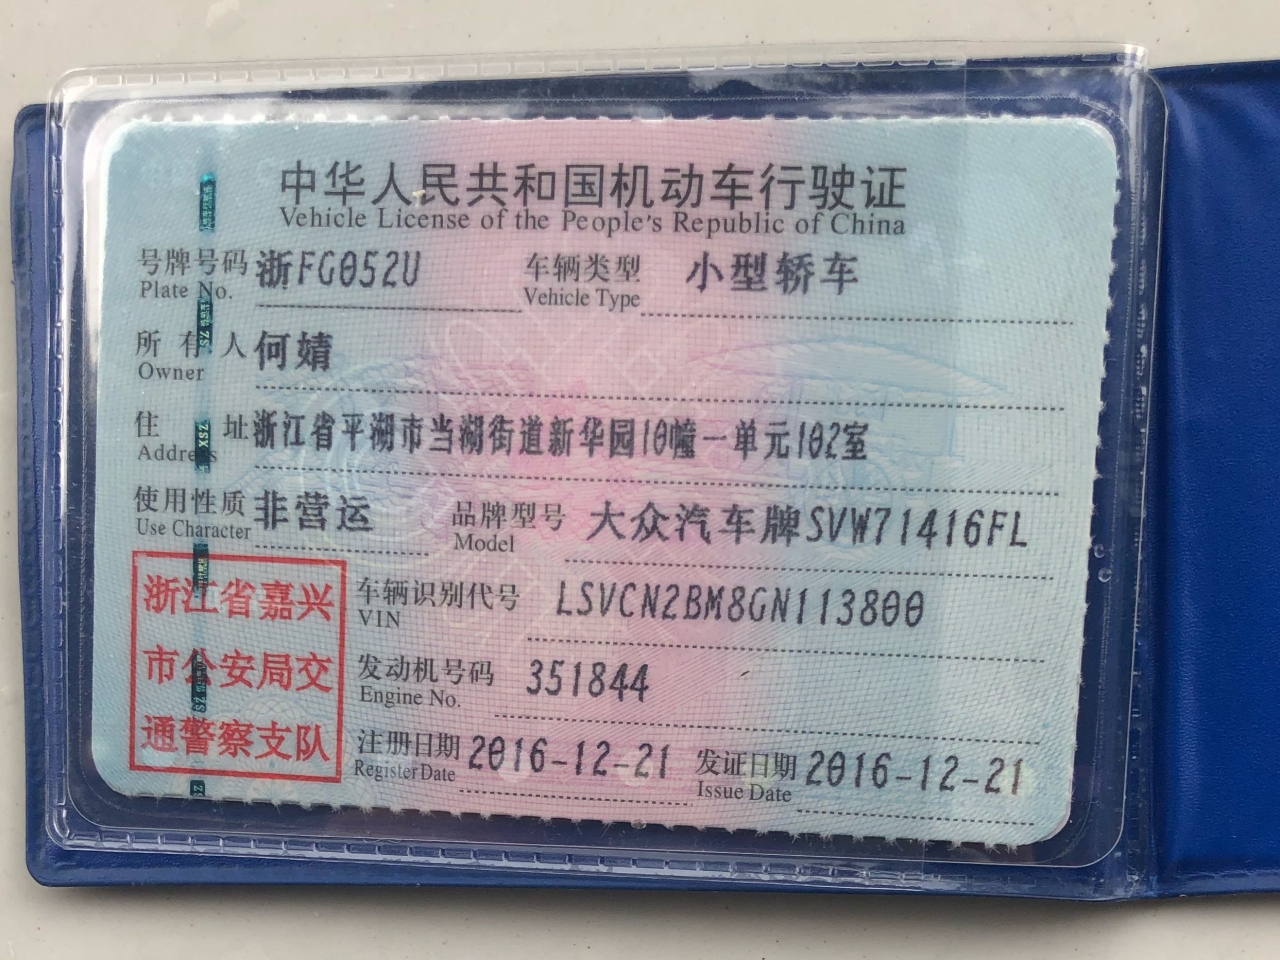 中华人民共和国机动车行驶证
Vehicle License of the People's Republic of China
号牌号码 浙FG052U 车辆类型 小型轿车
Plate No. Vehicle Type
所有人 何婧
Owner
住址 浙江省平湖市当湖街道新华园10幢一单元102室
Address
使用性质 非营运 品牌型号 大众汽车牌SVW71416FL
Use Character Model
浙江省嘉兴
市公安局交
通警察支队
车辆识别代号 LSVCN2BM8GN113800
VIN
发动机号码 351844
Engine No.
注册日期 2016-12-21 发证日期 2016-12-21
Register Date Issue Date